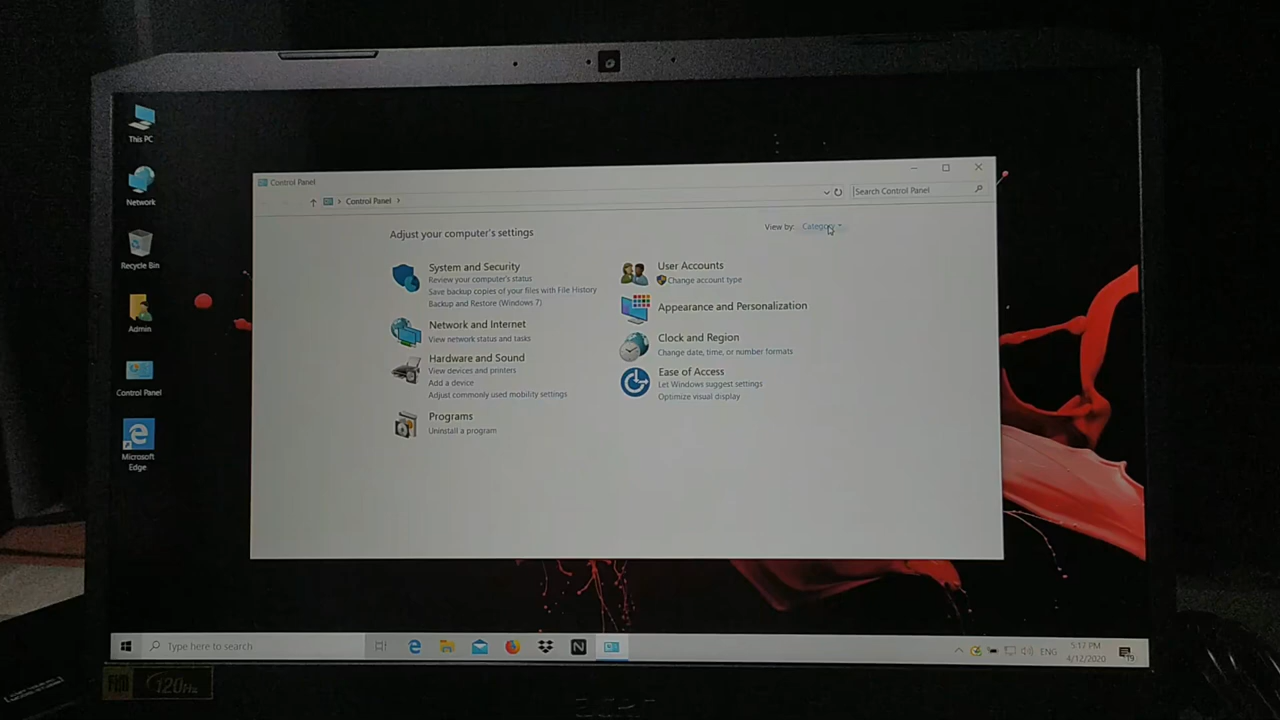 This PC
Network
Recycle Bin
Admin
Control Panel
Microsoft
Edge
Control Panel
Control Panel
Search Control Panel
Adjust your computer's settings
View by: Category
System and Security
Review your computer's status
Save backup copies of your files with File History
Backup and Restore (Windows 7)
Network and Internet
View network status and tasks
Hardware and Sound
View devices and printers
Add a device
Adjust commonly used mobility settings
Programs
Uninstall a program
User Accounts
Change account type
Appearance and Personalization
Clock and Region
Change date, time, or number formats
Ease of Access
Let Windows suggest settings
Optimize visual display
Type here to search
N
ENG
5:17 PM
4/12/2020
19
120Hz
acer